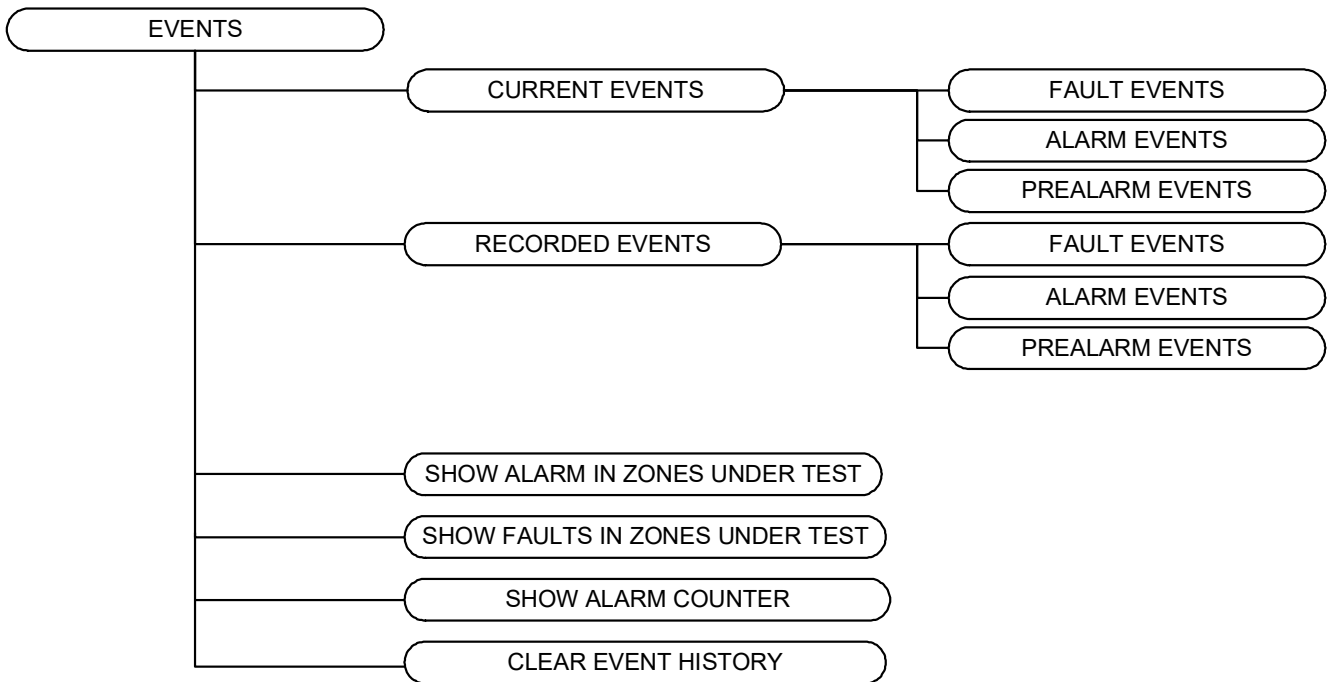 EVENTS
CURRENT EVENTS
FAULT EVENTS
ALARM EVENTS
PREALARM EVENTS
RECORDED EVENTS
FAULT EVENTS
ALARM EVENTS
PREALARM EVENTS
SHOW ALARM IN ZONES UNDER TEST
SHOW FAULTS IN ZONES UNDER TEST
SHOW ALARM COUNTER
CLEAR EVENT HISTORY